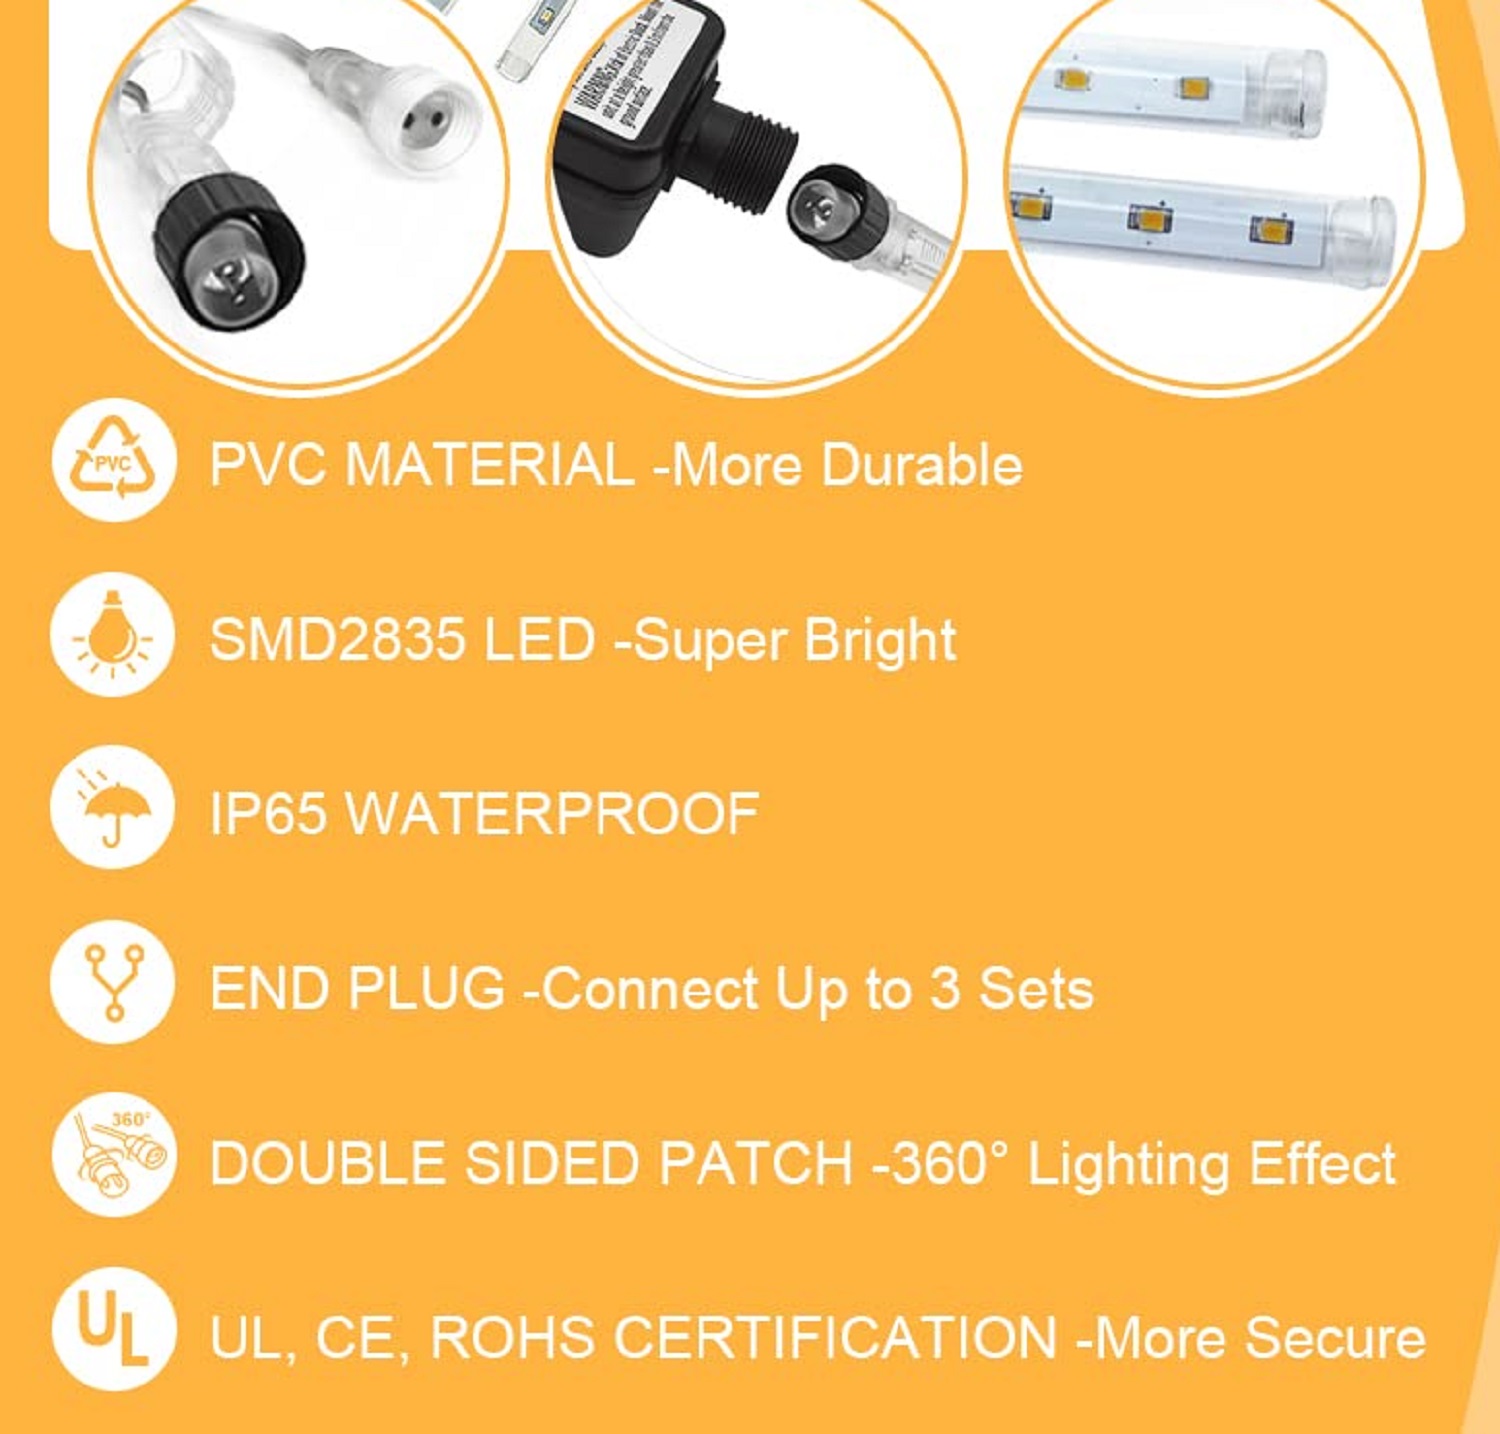 WARNING:
PVC
PVC MATERIAL -More Durable
SMD2835 LED -Super Bright
IP65 WATERPROOF
END PLUG -Connect Up to 3 Sets
360°
DOUBLE SIDED PATCH -360° Lighting Effect
UL
UL, CE, ROHS CERTIFICATION -More Secure